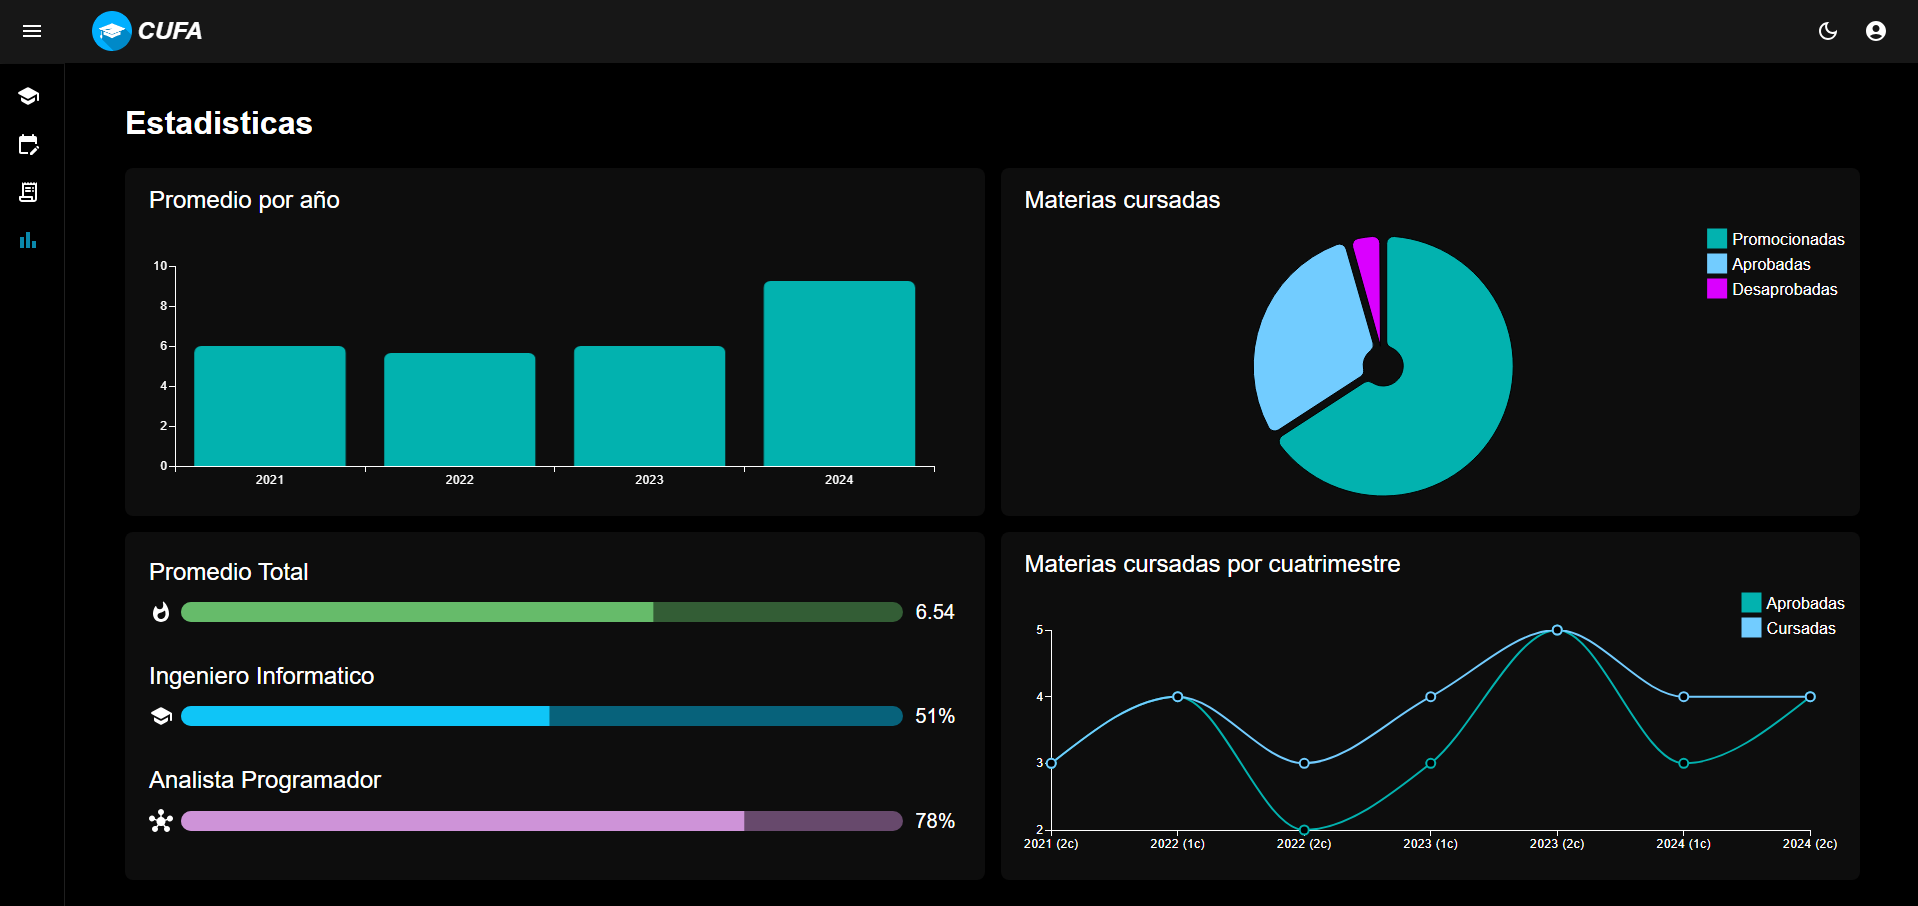 CUFA
Estadisticas
Promedio por año
10
8
6
4
2
0
2021 2022 2023 2024
Materias cursadas
Promocionadas
Aprobadas
Desaprobadas
Promedio Total
6.54
Ingeniero Informatico
51%
Analista Programador
78%
Materias cursadas por cuatrimestre
Aprobadas
Cursadas
5
4
3
2
2021 (2c) 2022 (1c) 2022 (2c) 2023 (1c) 2023 (2c) 2024 (1c) 2024 (2c)